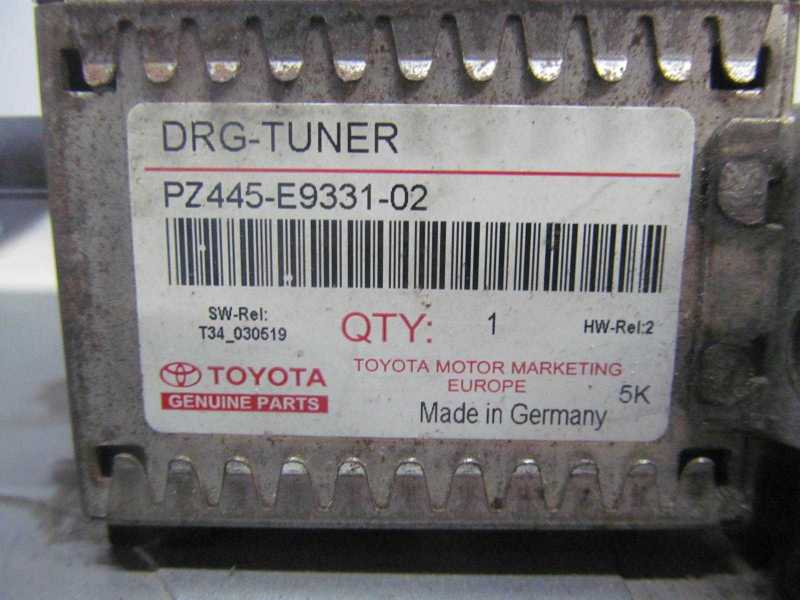 DRG-TUNER
PZ445-E9331-02
SW-Rel:
T34_030519
QTY: 1
HW-Rel:2
TOYOTA
GENUINE PARTS
TOYOTA MOTOR MARKETING
EUROPE
5K
Made in Germany